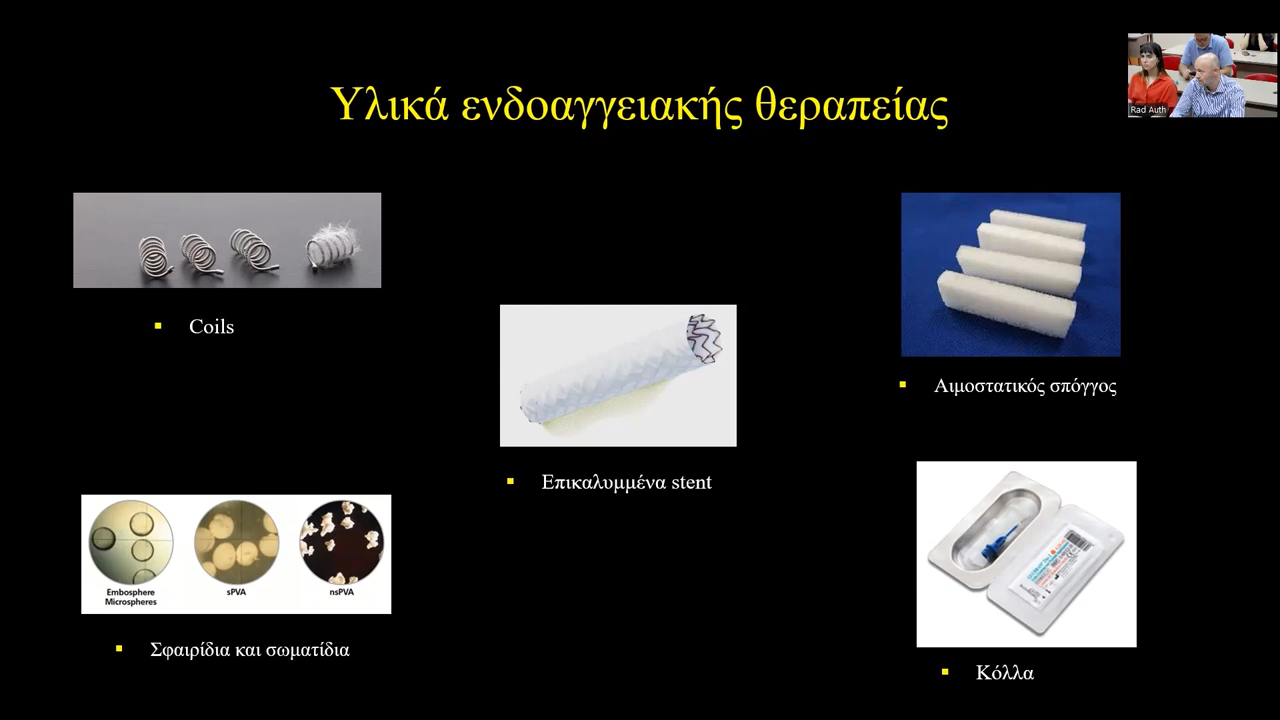 Υλικά ενδοαγγειακής θεραπείας
Rad Auth
Coils
Αιμοστατικός σπόγγος
Επικαλυμμένα stent
Embosphere
Microspheres
sPVA
nsPVA
Σφαιρίδια και σωματίδια
Κόλλα